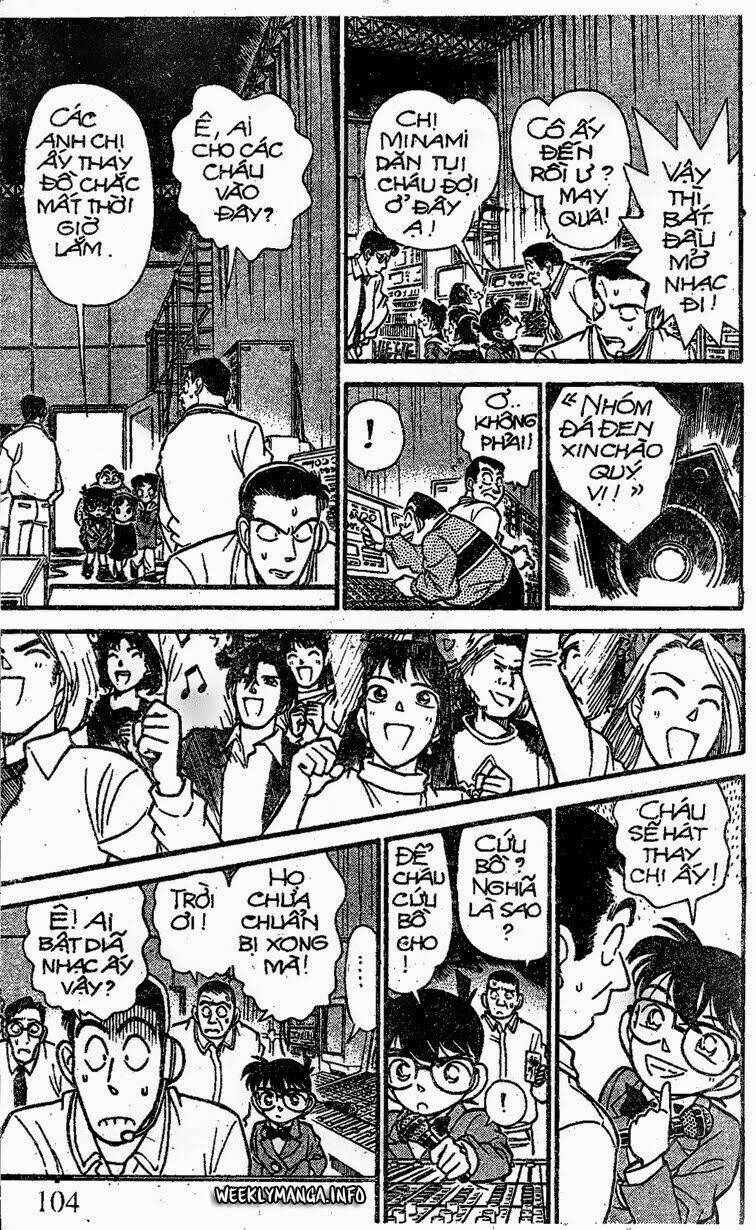 CÁC
ANH CHỊ
ẤY THAY
ĐỒ CHẮC
MẤT THỜI
GIỜ
LẮM.
Ê, AI
CHO CÁC
CHÁU
VÀO
ĐÂY?
CHỊ
MINAMI
DẶN TỤI
CHÁU ĐỢI
Ở ĐÂY
Ạ!
CÔ ẤY
ĐẾN
RỒI Ư?
MAY
QUÁ!
VẬY
THÌ
BẮT
ĐẦU
MỞ
NHẠC
ĐI!
!
Ơ..
KHÔNG
PHẢI!
«NHÓM
ĐÁ ĐEN
XIN CHÀO
QUÝ
VỊ!!»
Ê! AI
BẬT DĨA
NHẠC ẤY
VẬY?
TRỜI
ƠI!
HỌ
CHƯA
CHUẨN
BỊ XONG
MÀ!
.....
ĐỂ
CHÁU
CỨU
BỒ
CHO!
CỨU
BỒ?
NGHĨA
LÀ SAO
?
!
CHÁU
SẼ HÁT
THAY
CHỊ ẤY!
104
WEEKLYMANGA.INFO